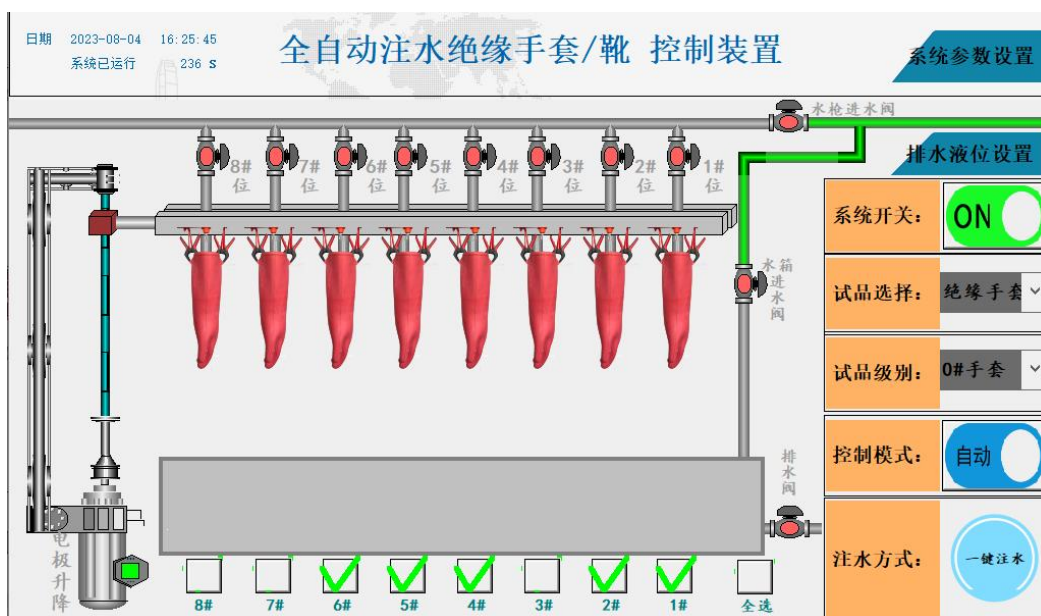 日期 2023-08-04 16:25:45
系统已运行 236 S
全自动注水绝缘手套/靴 控制装置
系统参数设置
水枪进水阀
排水液位设置
8#位
7#位
6#位
5#位
4#位
3#位
2#位
1#位
系统开关: ON
水箱进水阀
试品选择: 绝缘手套
试品级别: 0#手套
控制模式: 自动
排水阀
注水方式: 一键注水
电极升降
8# 7# 6# 5# 4# 3# 2# 1# 全选